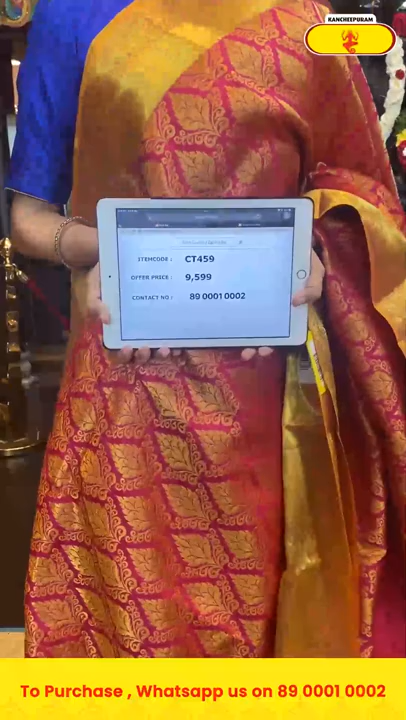 KANCHEEPURAM
ITEMCODE : CT459
OFFER PRICE : 9,599
CONTACT NO : 89 0001 0002
To Purchase , Whatsapp us on 89 0001 0002